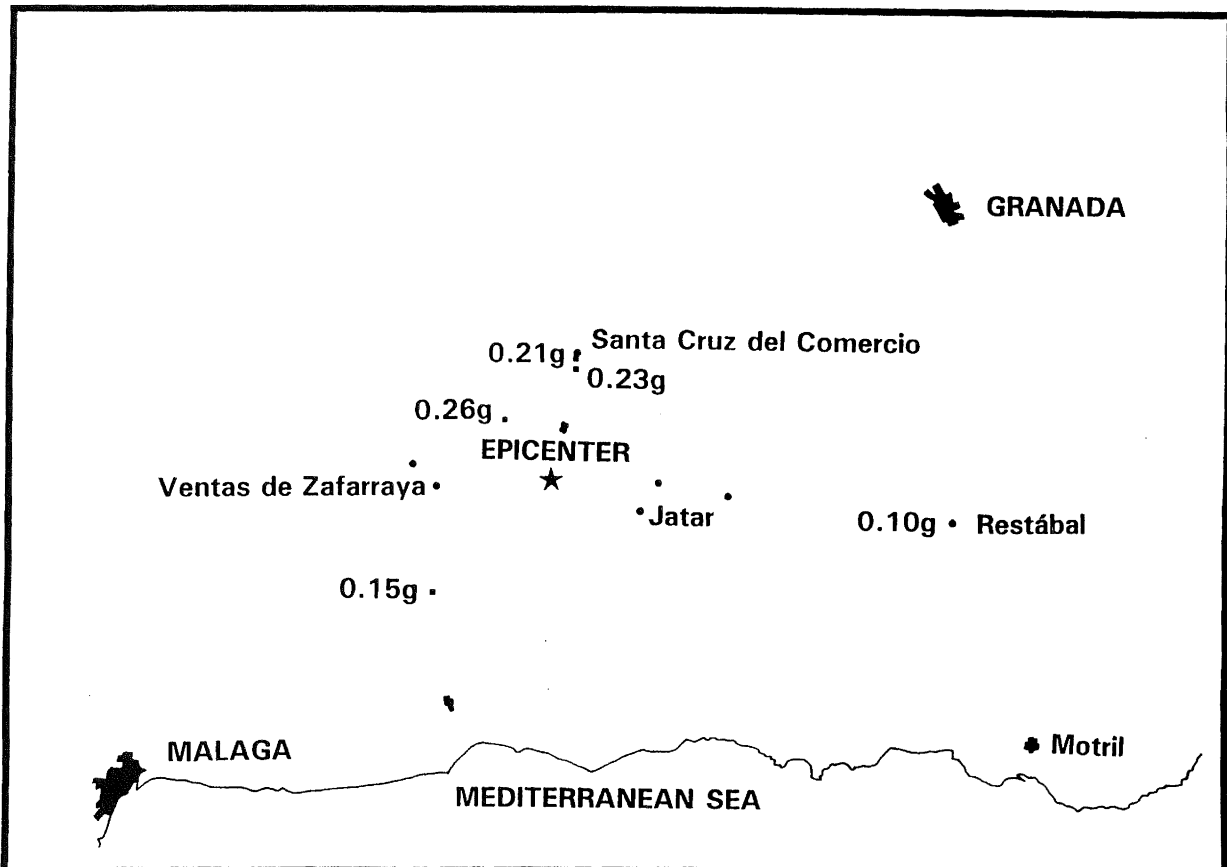 GRANADA
Santa Cruz del Comercio
0.21g
0.23g
0.26g
EPICENTER
Ventas de Zafarraya
Jatar
0.10g
Restábal
0.15g
MALAGA
Motril
MEDITERRANEAN SEA